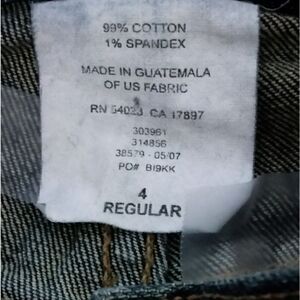 99% COTTON
1% SPANDEX
MADE IN GUATEMALA
OF US FABRIC
RN 54023 CA 17897
303961
314856
38579 - 05/07
PO# BI9KK
4
REGULAR